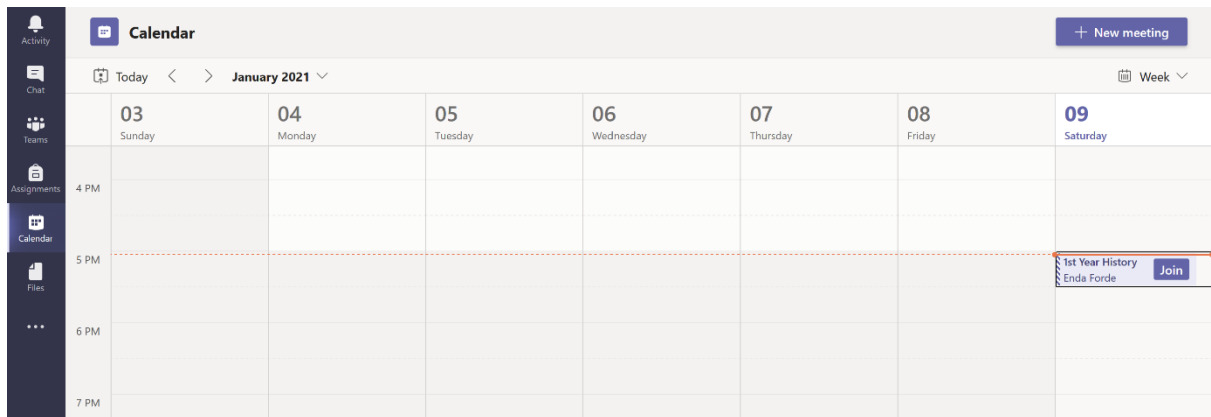 Activity
Chat
Teams
Assignments
Calendar
Files
Calendar
+ New meeting
Today
January 2021
Week
03
Sunday
04
Monday
05
Tuesday
06
Wednesday
07
Thursday
08
Friday
09
Saturday
4 PM
5 PM
6 PM
7 PM
1st Year History
Enda Forde
Join